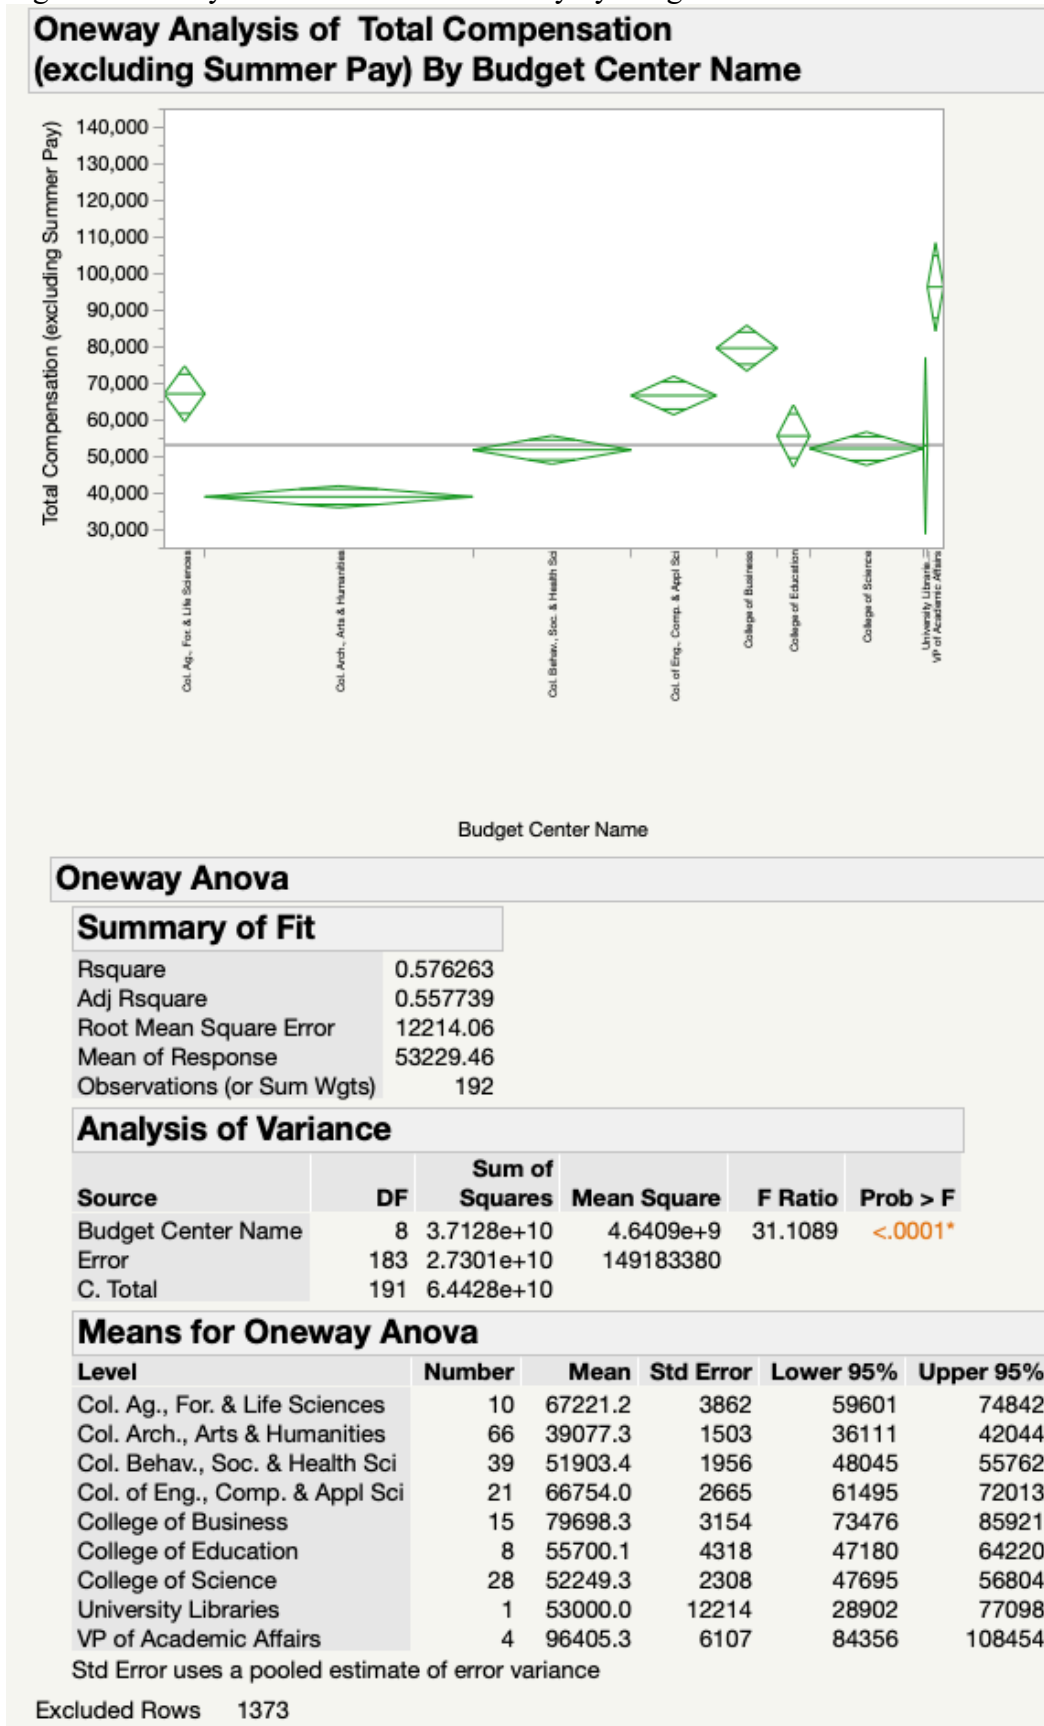 Oneway Analysis of Total Compensation
(excluding Summer Pay) By Budget Center Name
Total Compensation (excluding Summer Pay)
140,000
130,000
120,000
110,000
100,000
90,000
80,000
70,000
60,000
50,000
40,000
30,000
Col. Ag., For. & Life Sciences
Col. Arch., Arts & Humanities
Col. Behav., Soc. & Health Sci
Col. of Eng., Comp. & Appl Sci
College of Business
College of Education
College of Science
University Librarie...
VP of Academic Affairs
Budget Center Name
Oneway Anova
Summary of Fit
Rsquare 0.576263
Adj Rsquare 0.557739
Root Mean Square Error 12214.06
Mean of Response 53229.46
Observations (or Sum Wgts) 192
Analysis of Variance
Source DF Sum of Squares Mean Square F Ratio Prob > F
Budget Center Name 8 3.7128e+10 4.6409e+9 31.1089 <.0001*
Error 183 2.7301e+10 149183380
C. Total 191 6.4428e+10
Means for Oneway Anova
Level Number Mean Std Error Lower 95% Upper 95%
Col. Ag., For. & Life Sciences 10 67221.2 3862 59601 74842
Col. Arch., Arts & Humanities 66 39077.3 1503 36111 42044
Col. Behav., Soc. & Health Sci 39 51903.4 1956 48045 55762
Col. of Eng., Comp. & Appl Sci 21 66754.0 2665 61495 72013
College of Business 15 79698.3 3154 73476 85921
College of Education 8 55700.1 4318 47180 64220
College of Science 28 52249.3 2308 47695 56804
University Libraries 1 53000.0 12214 28902 77098
VP of Academic Affairs 4 96405.3 6107 84356 108454
Std Error uses a pooled estimate of error variance
Excluded Rows 1373